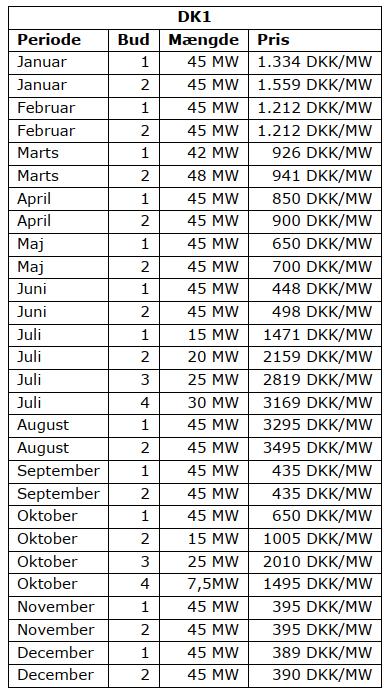 DK1
Periode Bud Mængde Pris
Januar 1 45 MW 1.334 DKK/MW
Januar 2 45 MW 1.559 DKK/MW
Februar 1 45 MW 1.212 DKK/MW
Februar 2 45 MW 1.212 DKK/MW
Marts 1 42 MW 926 DKK/MW
Marts 2 48 MW 941 DKK/MW
April 1 45 MW 850 DKK/MW
April 2 45 MW 900 DKK/MW
Maj 1 45 MW 650 DKK/MW
Maj 2 45 MW 700 DKK/MW
Juni 1 45 MW 448 DKK/MW
Juni 2 45 MW 498 DKK/MW
Juli 1 15 MW 1471 DKK/MW
Juli 2 20 MW 2159 DKK/MW
Juli 3 25 MW 2819 DKK/MW
Juli 4 30 MW 3169 DKK/MW
August 1 45 MW 3295 DKK/MW
August 2 45 MW 3495 DKK/MW
September 1 45 MW 435 DKK/MW
September 2 45 MW 435 DKK/MW
Oktober 1 45 MW 650 DKK/MW
Oktober 2 15 MW 1005 DKK/MW
Oktober 3 25 MW 2010 DKK/MW
Oktober 4 7,5MW 1495 DKK/MW
November 1 45 MW 395 DKK/MW
November 2 45 MW 395 DKK/MW
December 1 45 MW 389 DKK/MW
December 2 45 MW 390 DKK/MW